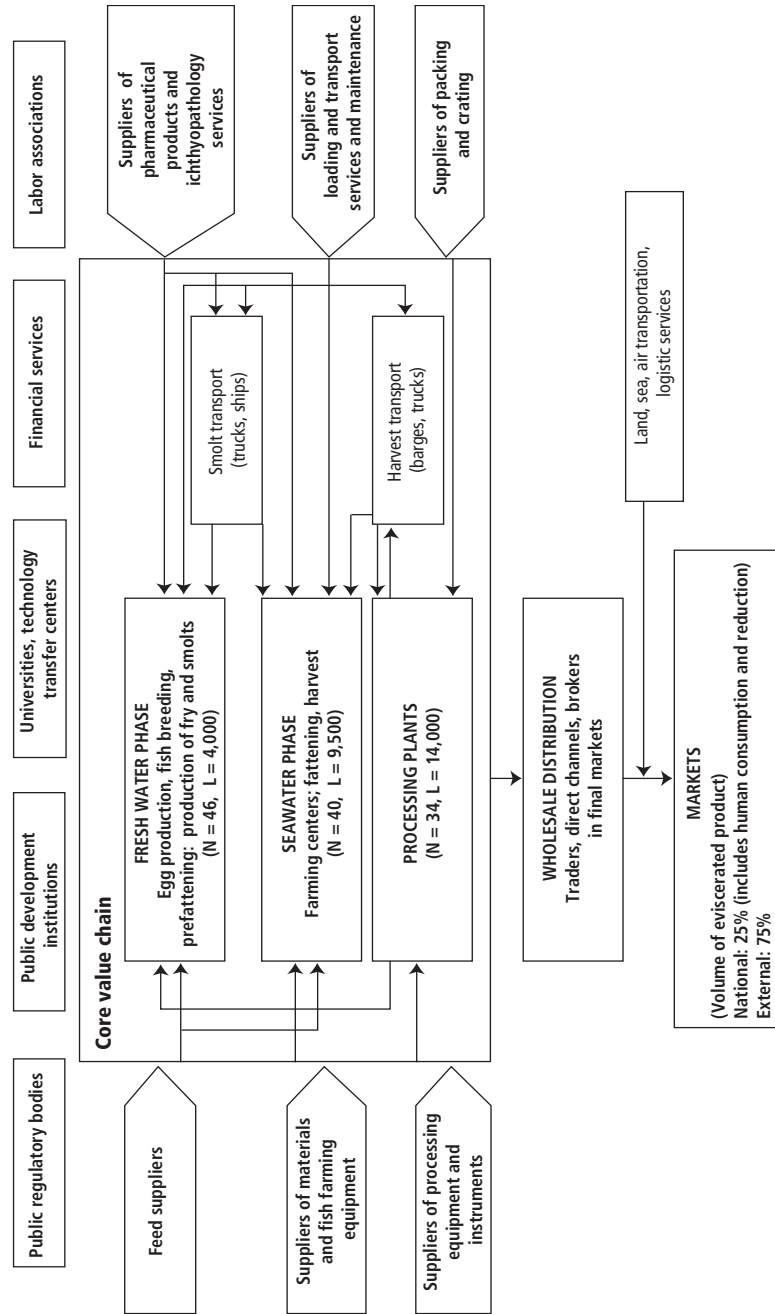 Public regulatory bodies
Public development
institutions
Universities, technology
transfer centers
Financial services
Labor associations
Core value chain
Feed suppliers
Suppliers of materials
and fish farming
equipment
Suppliers of processing
equipment and
instruments
FRESH WATER PHASE
Egg production, fish breeding,
prefattening: production of fry and smolts
(N = 46, L = 4,000)
SEAWATER PHASE
Farming centers; fattening, harvest
(N = 40, L = 9,500)
PROCESSING PLANTS
(N = 34, L = 14,000)
Smolt transport
(trucks, ships)
Harvest transport
(barges, trucks)
Suppliers of
pharmaceutical
products and
ichthyopathology
services
Suppliers of
loading and transport
services and maintenance
Suppliers of packing
and crating
WHOLESALE DISTRIBUTION
Traders, direct channels, brokers
in final markets
Land, sea, air transportation,
logistic services
MARKETS
(Volume of eviscerated product)
National: 25% (includes human consumption and reduction)
External: 75%